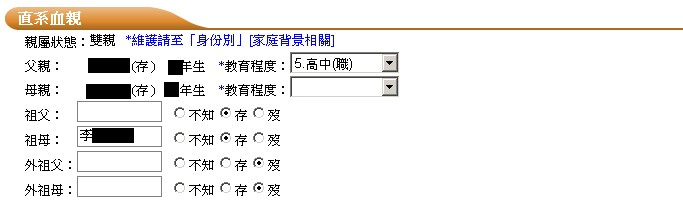 直系血親
親屬狀態：雙親 *維護請至「身份別」[家庭背景相關]
父親： (存) 年生 *教育程度：5.高中(職)
母親： (存) 年生 *教育程度：
祖父： 不知 存 歿
祖母：李 不知 存 歿
外祖父： 不知 存 歿
外祖母： 不知 存 歿